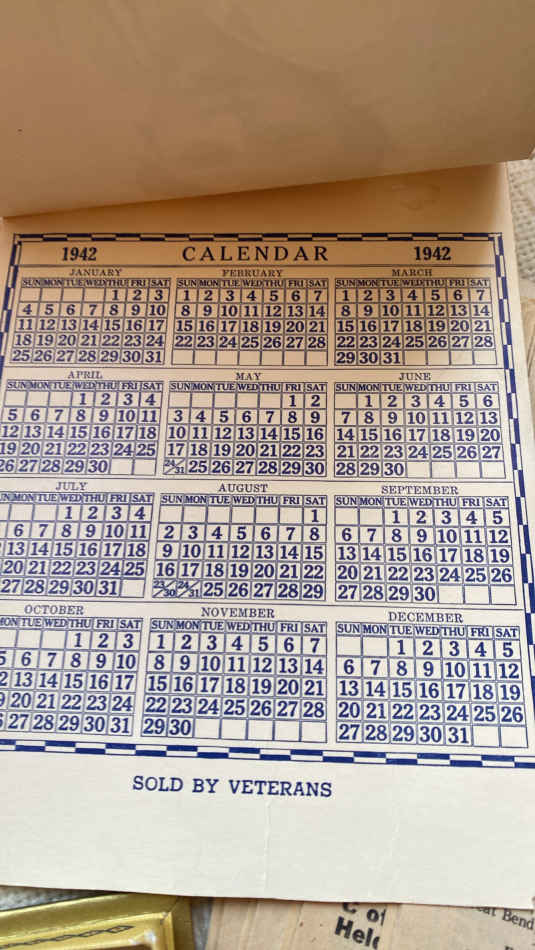 1942 CALENDAR 1942
JANUARY FEBRUARY MARCH
SUN MON TUE WED THU FRI SAT SUN MON TUE WED THU FRI SAT SUN MON TUE WED THU FRI SAT
1 2 3 1 2 3 4 5 6 7 1 2 3 4 5 6 7
4 5 6 7 8 9 10 8 9 10 11 12 13 14 8 9 10 11 12 13 14
11 12 13 14 15 16 17 15 16 17 18 19 20 21 15 16 17 18 19 20 21
18 19 20 21 22 23 24 22 23 24 25 26 27 28 22 23 24 25 26 27 28
25 26 27 28 29 30 31 29 30 31
APRIL MAY JUNE
SUN MON TUE WED THU FRI SAT SUN MON TUE WED THU FRI SAT SUN MON TUE WED THU FRI SAT
1 2 3 4 1 2 1 2 3 4 5 6
5 6 7 8 9 10 11 3 4 5 6 7 8 9 7 8 9 10 11 12 13
12 13 14 15 16 17 18 10 11 12 13 14 15 16 14 15 16 17 18 19 20
19 20 21 22 23 24 25 17 18 19 20 21 22 23 21 22 23 24 25 26 27
26 27 28 29 30 24/31 25 26 27 28 29 30 28 29 30
JULY AUGUST SEPTEMBER
UN MON TUE WED THU FRI SAT SUN MON TUE WED THU FRI SAT SUN MON TUE WED THU FRI SAT
1 2 3 4 1 1 2 3 4 5
6 7 8 9 10 11 2 3 4 5 6 7 8 6 7 8 9 10 11 12
13 14 15 16 17 18 9 10 11 12 13 14 15 13 14 15 16 17 18 19
20 21 22 23 24 25 16 17 18 19 20 21 22 20 21 22 23 24 25 26
27 28 29 30 31 23/30 24/31 25 26 27 28 29 27 28 29 30
OCTOBER NOVEMBER DECEMBER
MON TUE WED THU FRI SAT SUN MON TUE WED THU FRI SAT SUN MON TUE WED THU FRI SAT
1 2 3 1 2 3 4 5 6 7 1 2 3 4 5
5 6 7 8 9 10 8 9 10 11 12 13 14 6 7 8 9 10 11 12
2 13 14 15 16 17 15 16 17 18 19 20 21 13 14 15 16 17 18 19
9 20 21 22 23 24 22 23 24 25 26 27 28 20 21 22 23 24 25 26
6 27 28 29 30 31 29 30 27 28 29 30 31
SOLD BY VETERANS
C of
Held
eat Bend